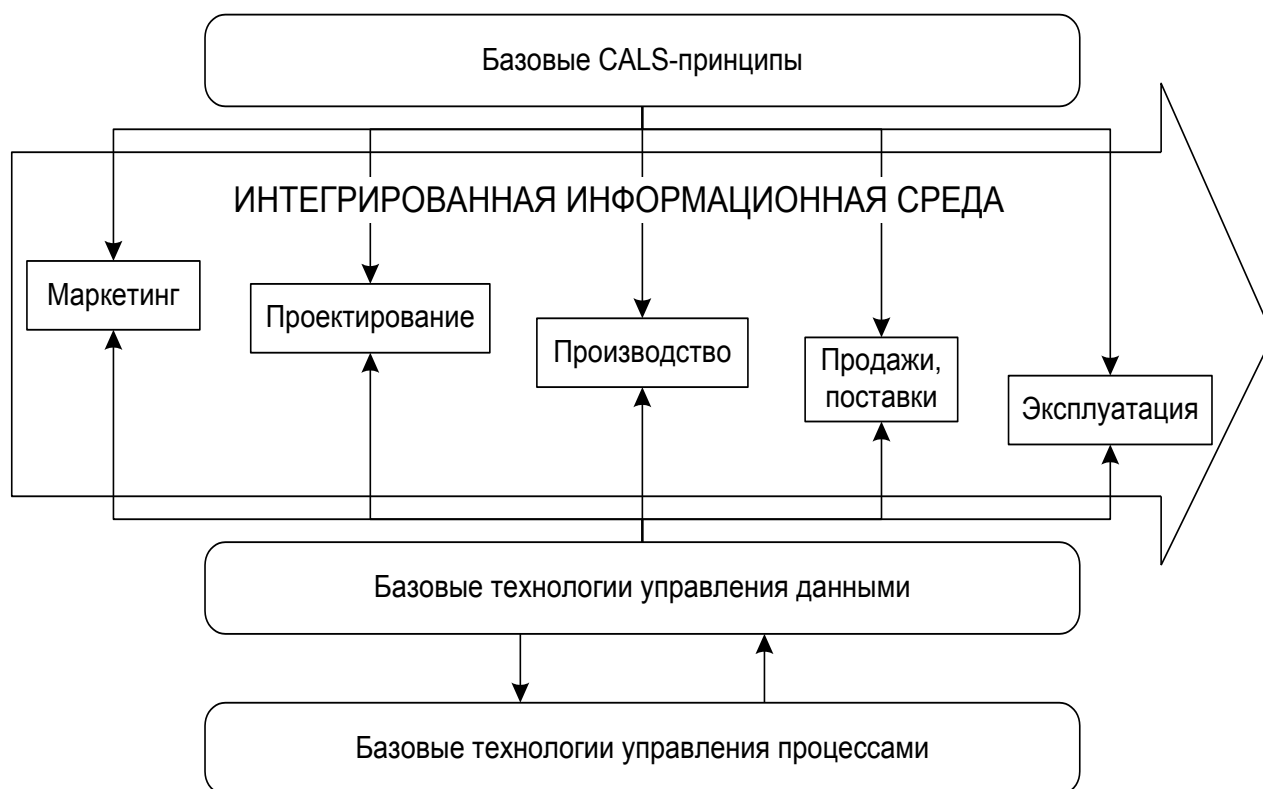 Базовые CALS-принципы
ИНТЕГРИРОВАННАЯ ИНФОРМАЦИОННАЯ СРЕДА
Маркетинг
Проектирование
Производство
Продажи,
поставки
Эксплуатация
Базовые технологии управления данными
Базовые технологии управления процессами